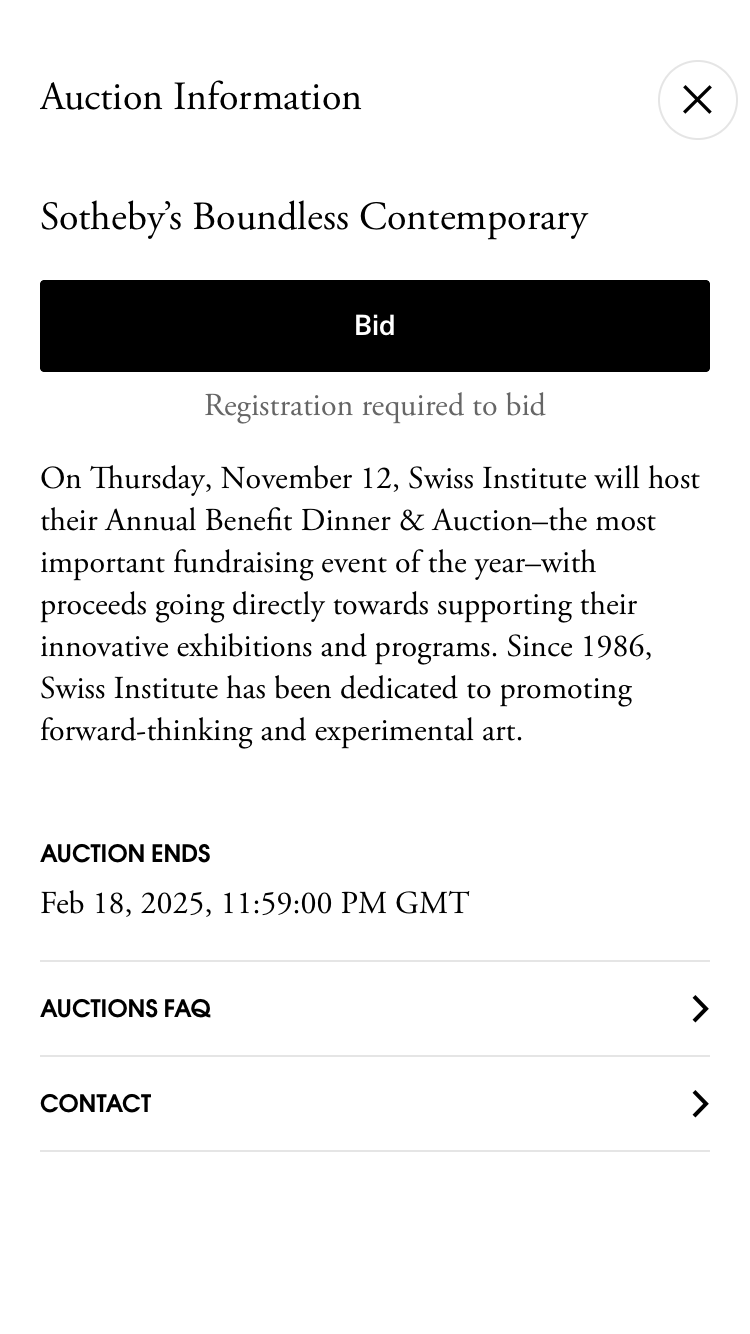 Auction Information
Sotheby’s Boundless Contemporary
Bid
Registration required to bid
On Thursday, November 12, Swiss Institute will host
their Annual Benefit Dinner & Auction–the most
important fundraising event of the year–with
proceeds going directly towards supporting their
innovative exhibitions and programs. Since 1986,
Swiss Institute has been dedicated to promoting
forward-thinking and experimental art.
AUCTION ENDS
Feb 18, 2025, 11:59:00 PM GMT
AUCTIONS FAQ
CONTACT